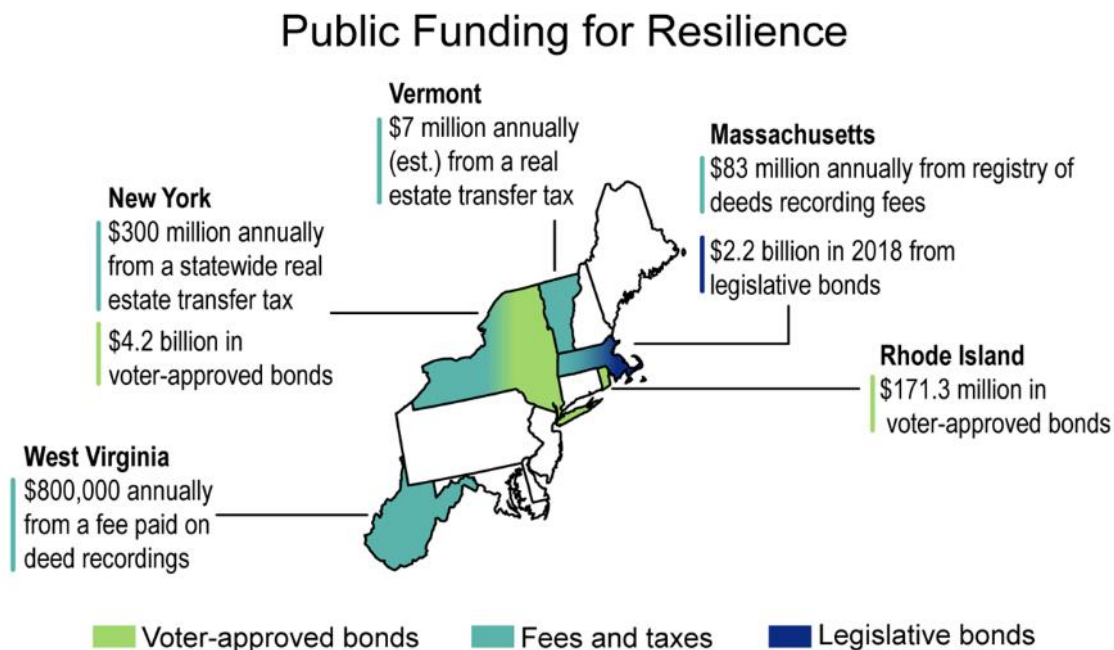 Public Funding for Resilience
Vermont
$7 million annually
(est.) from a real
estate transfer tax
Massachusetts
$83 million annually from registry of
deeds recording fees
$2.2 billion in 2018 from
legislative bonds
New York
$300 million annually
from a statewide real
estate transfer tax
$4.2 billion in
voter-approved bonds
Rhode Island
$171.3 million in
voter-approved bonds
West Virginia
$800,000 annually
from a fee paid on
deed recordings
Voter-approved bonds
Fees and taxes
Legislative bonds